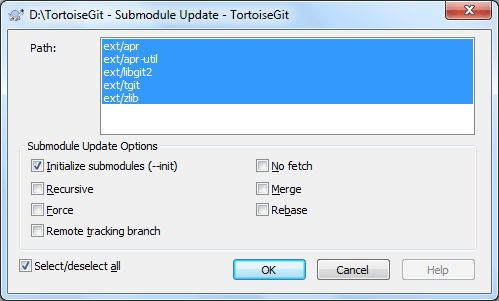 D:\TortoiseGit - Submodule Update - TortoiseGit
Path:
ext/apr
ext/apr-util
ext/libgit2
ext/tgit
ext/zlib
Submodule Update Options
Initialize submodules (--init)
No fetch
Recursive
Merge
Force
Rebase
Remote tracking branch
Select/deselect all
OK
Cancel
Help